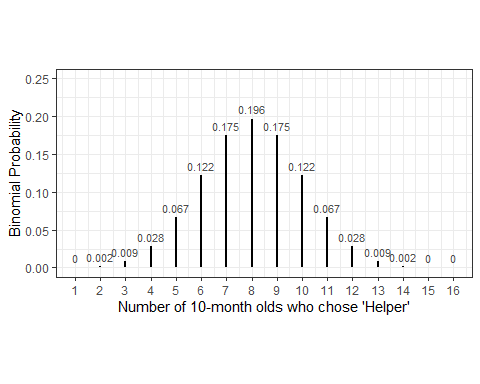 0.25
0.20
0.15
0.10
0.05
0.00
Binomial Probability
0 0.002 0.009 0.028 0.067 0.122 0.175 0.196 0.175 0.122 0.067 0.028 0.009 0.002 0 0
1 2 3 4 5 6 7 8 9 10 11 12 13 14 15 16
Number of 10-month olds who chose 'Helper'